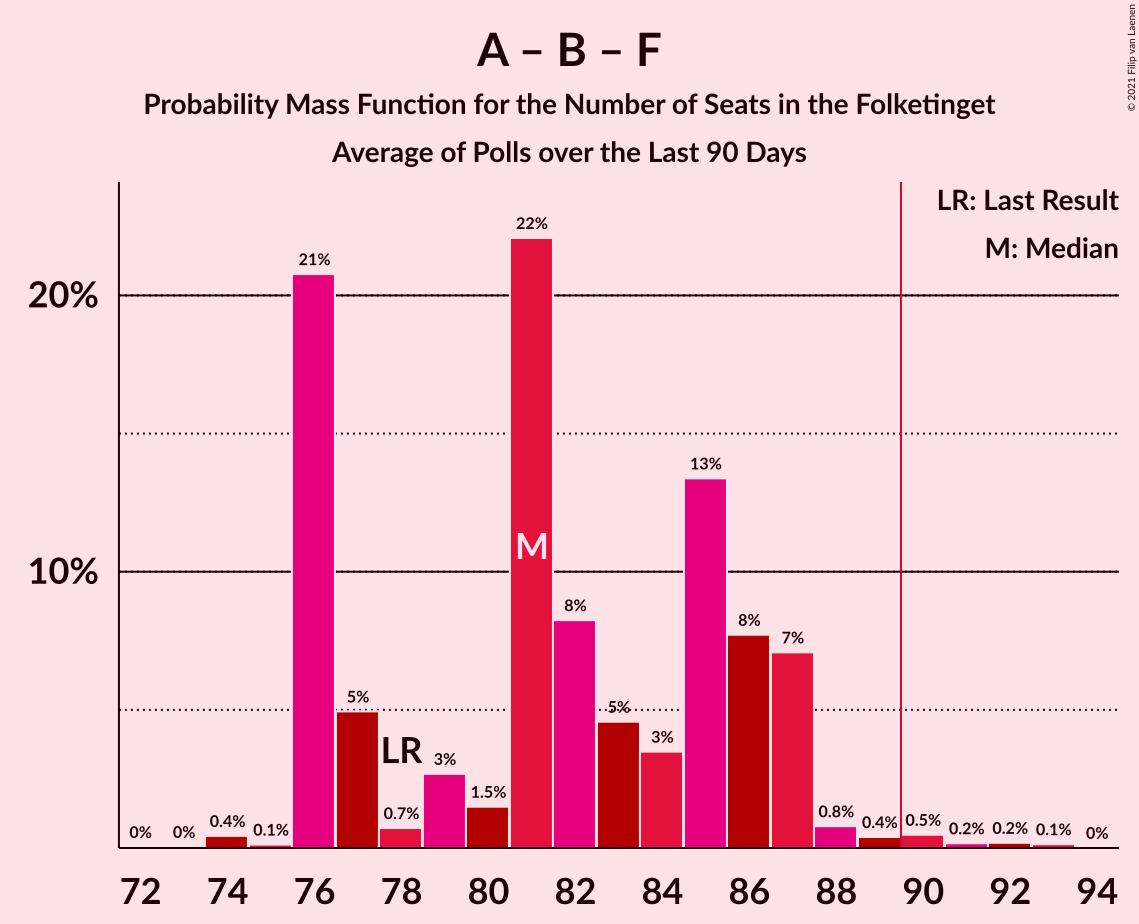 A – B – F
Probability Mass Function for the Number of Seats in the Folketinget
Average of Polls over the Last 90 Days
© 2021 Filip van Laenen
LR: Last Result
M: Median
20%
10%
0%
0%
0.4%
0.1%
21%
5%
LR
0.7%
3%
1.5%
22%
M
8%
5%
3%
13%
8%
7%
0.8%
0.4%
0.5%
0.2%
0.2%
0.1%
0%
72 74 76 78 80 82 84 86 88 90 92 94